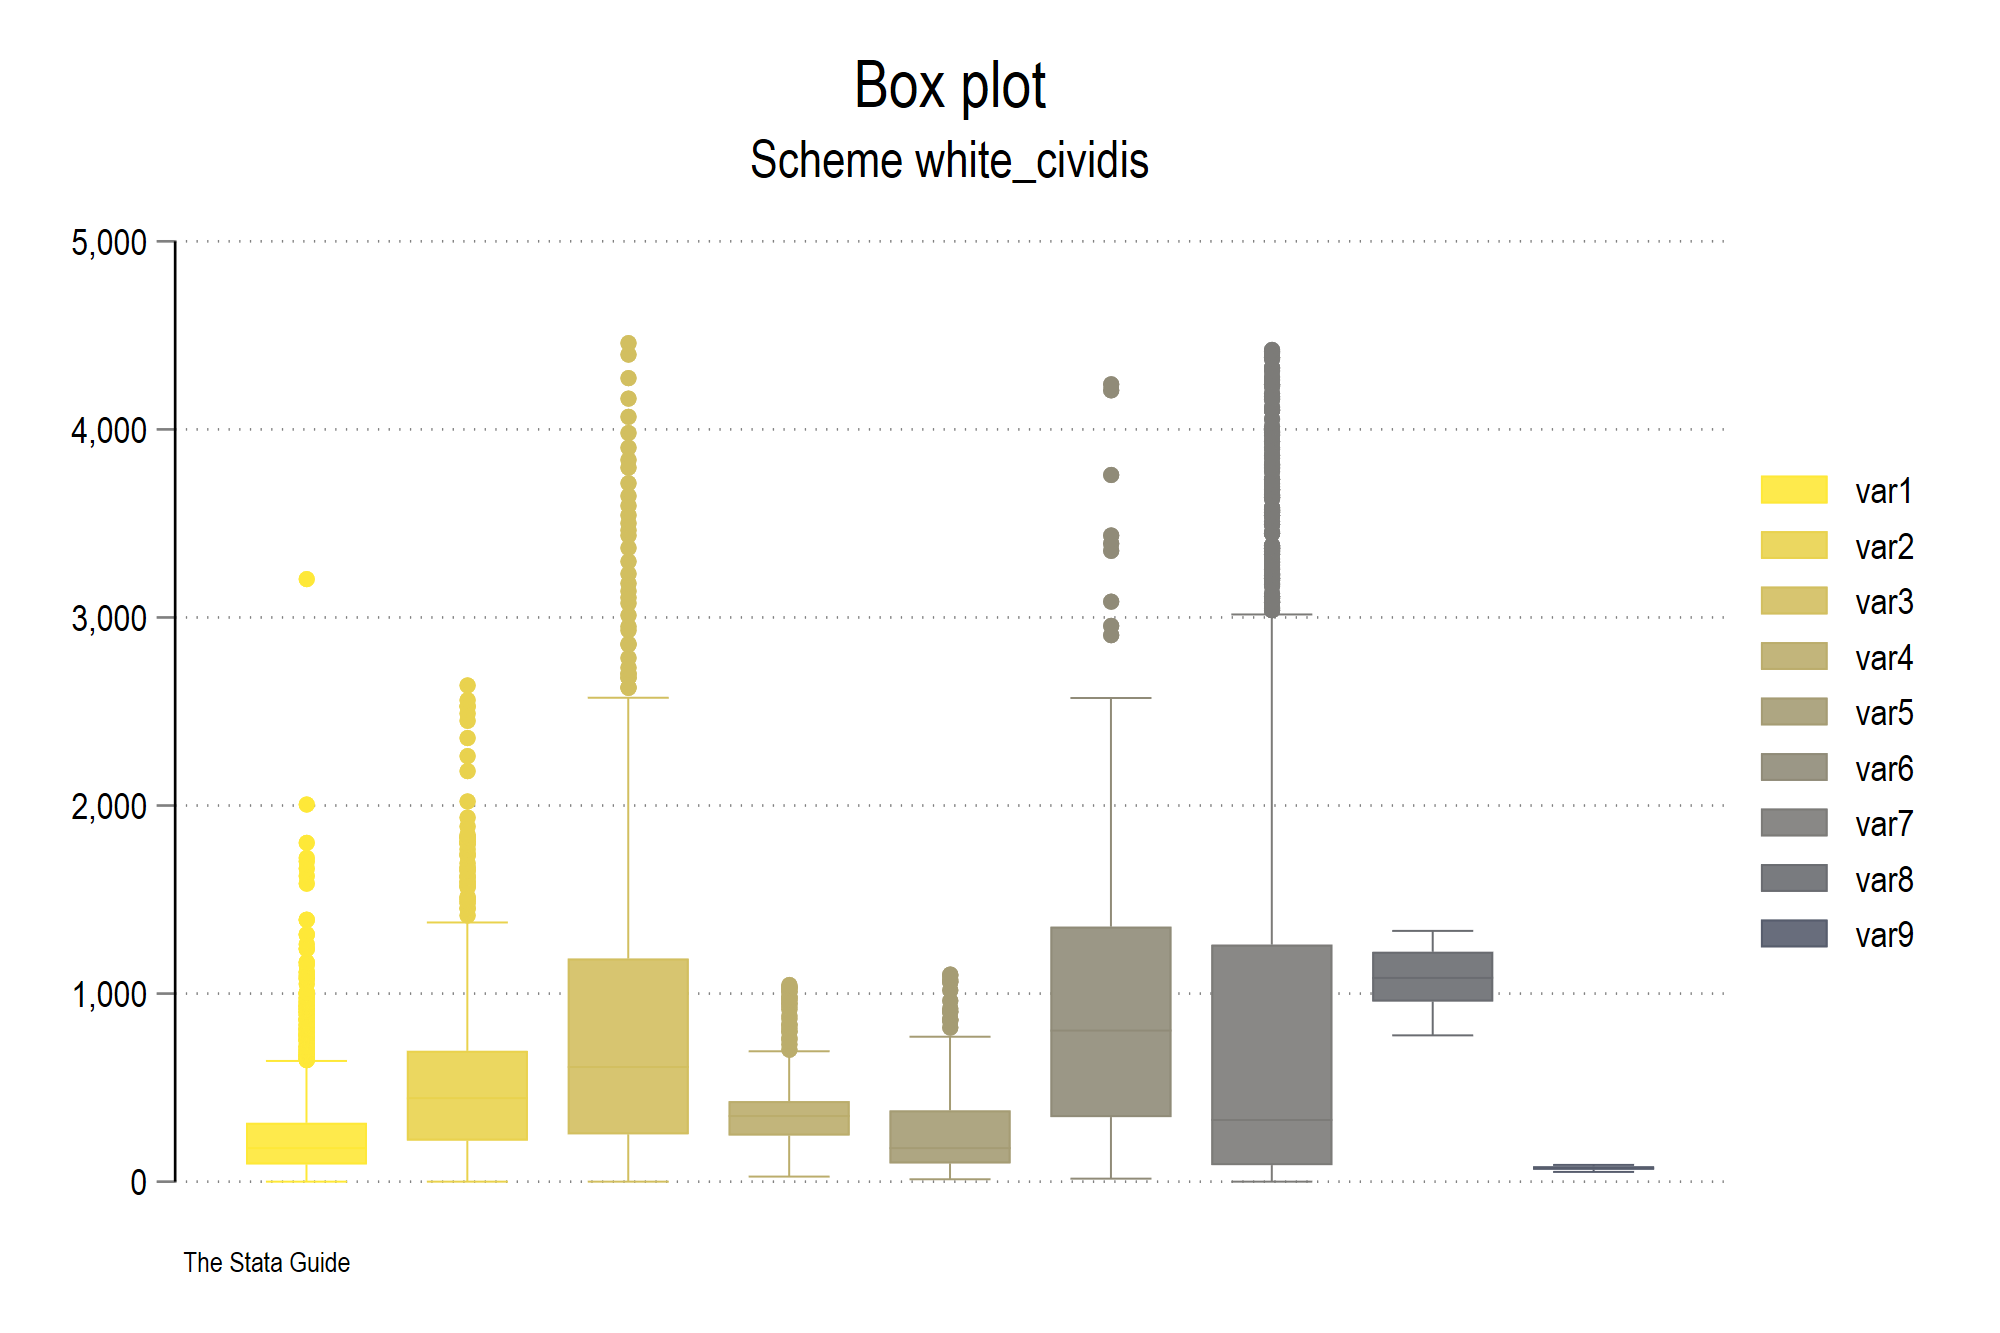 Box plot
Scheme white_cividis
5,000
4,000
3,000
2,000
1,000
0
var1
var2
var3
var4
var5
var6
var7
var8
var9
The Stata Guide